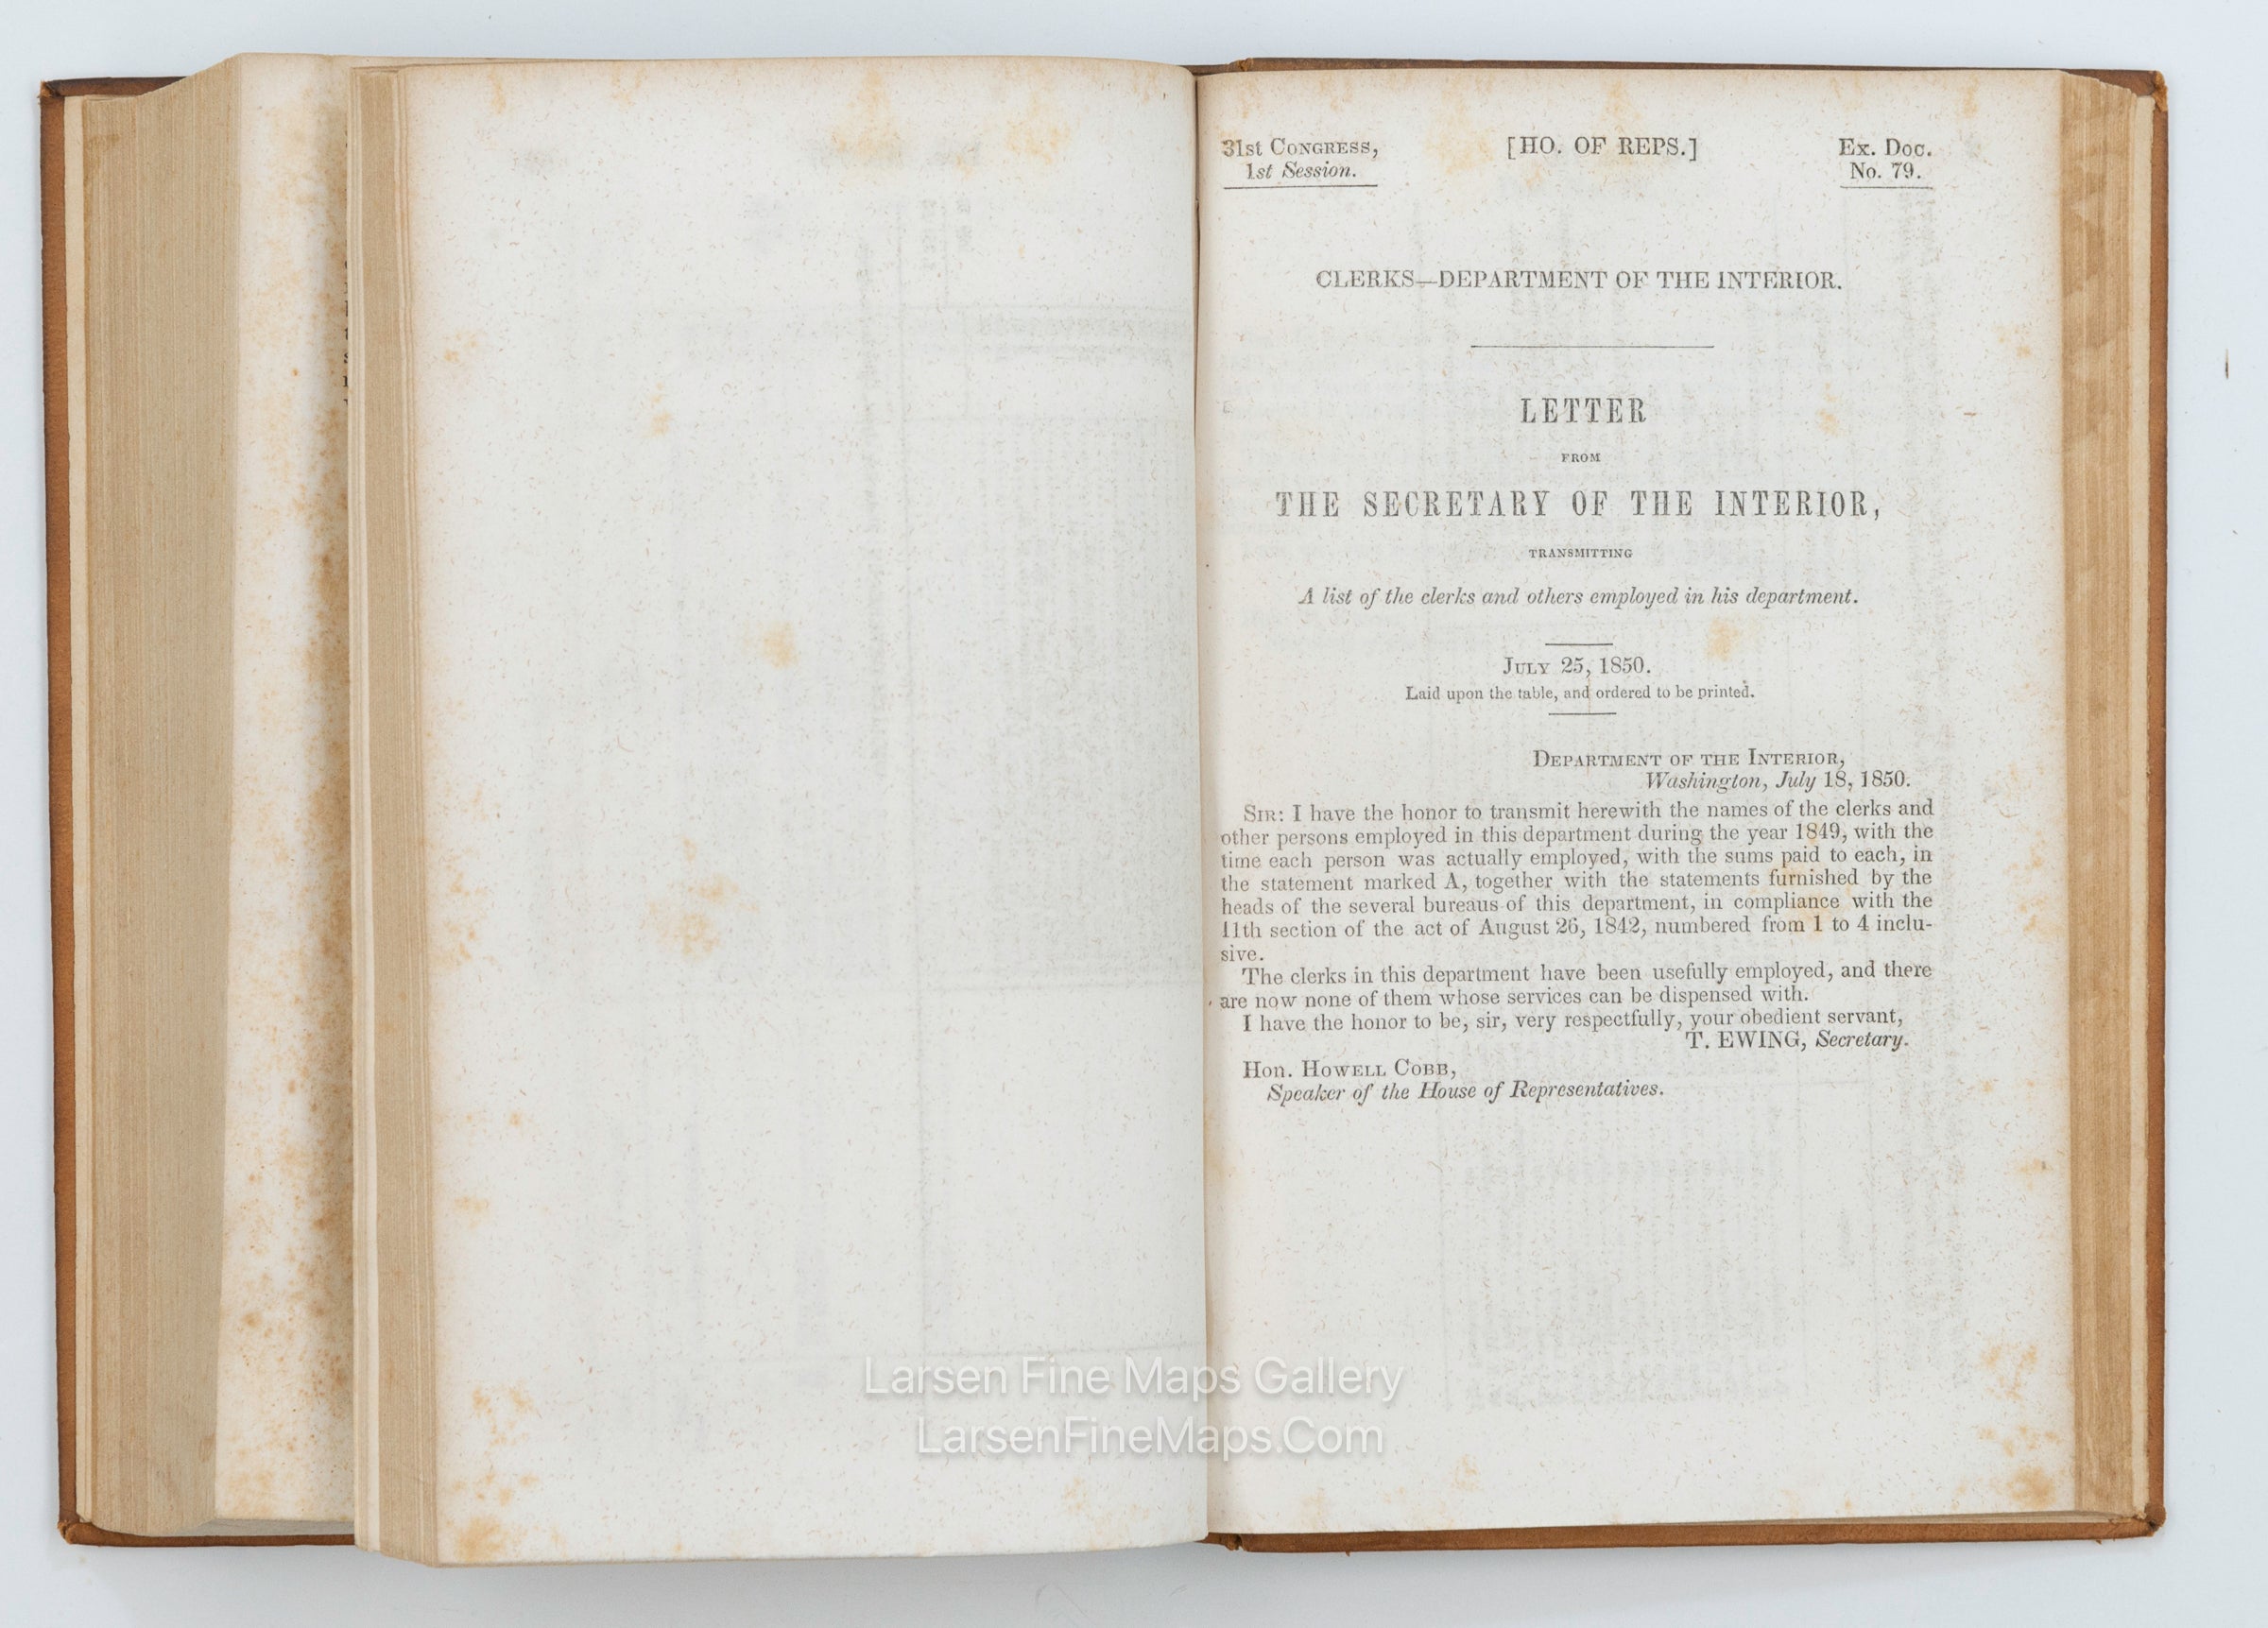 31st Congress,
1st Session.
[HO. OF REPS.]
Ex. Doc.
No. 79.
CLERKS—DEPARTMENT OF THE INTERIOR.
LETTER
FROM
THE SECRETARY OF THE INTERIOR,
TRANSMITTING
A list of the clerks and others employed in his department.
July 25, 1850.
Laid upon the table, and ordered to be printed.
Department of the Interior,
Washington, July 18, 1850.
Sir: I have the honor to transmit herewith the names of the clerks and
other persons employed in this department during the year 1849, with the
time each person was actually employed, with the sums paid to each, in
the statement marked A, together with the statements furnished by the
heads of the several bureaus of this department, in compliance with the
11th section of the act of August 26, 1842, numbered from 1 to 4 inclu-
sive.
The clerks in this department have been usefully employed, and there
are now none of them whose services can be dispensed with.
I have the honor to be, sir, very respectfully, your obedient servant,
T. EWING, Secretary.
Hon. Howell Cobb,
Speaker of the House of Representatives.
Larsen Fine Maps Gallery
LarsenFineMaps.Com